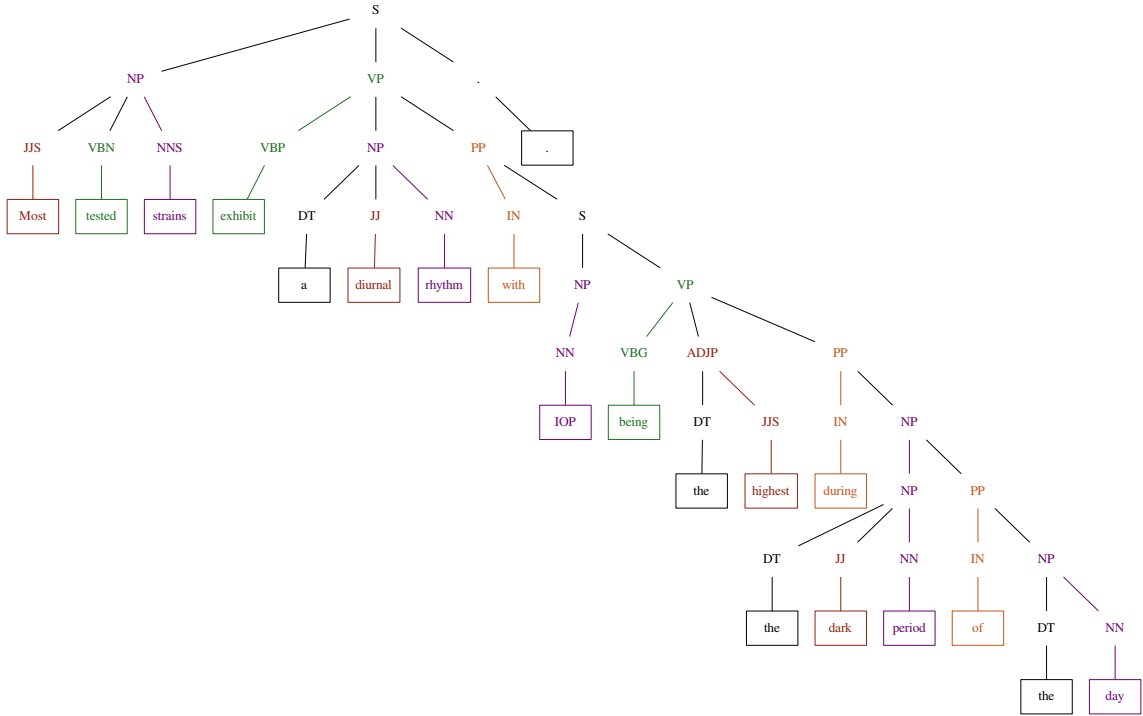 S
NP VP .
JJS VBN NNS VBP NP PP .
Most tested strains exhibit DT JJ NN IN S
a diurnal rhythm with NP VP
NN VBG ADJP PP
IOP being DT JJS IN NP
the highest during NP PP
DT JJ NN IN NP
the dark period of DT NN
the day